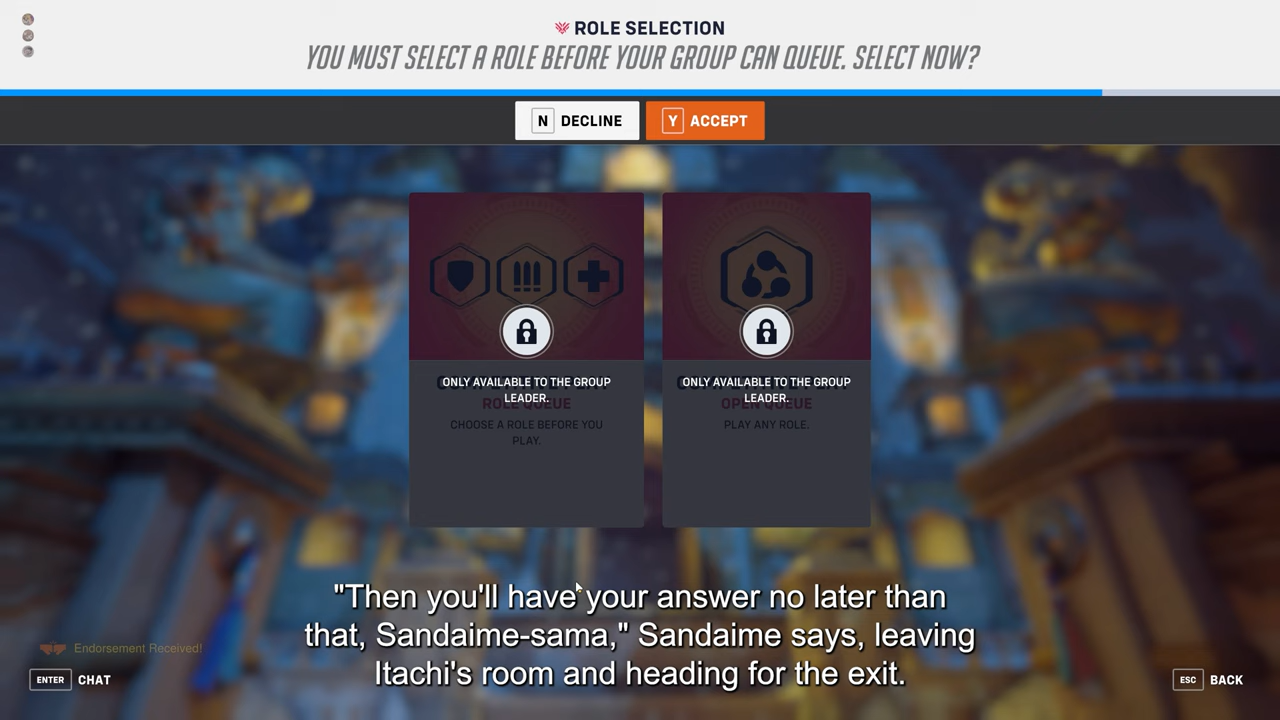 ROLE SELECTION
YOU MUST SELECT A ROLE BEFORE YOUR GROUP CAN QUEUE. SELECT NOW?
N DECLINE
Y ACCEPT
ONLY AVAILABLE TO THE GROUP
LEADER.
ROLE QUEUE
CHOOSE A ROLE BEFORE YOU
PLAY.
ONLY AVAILABLE TO THE GROUP
LEADER.
OPEN QUEUE
PLAY ANY ROLE.
"Then you'll have your answer no later than
that, Sandaime-sama," Sandaime says, leaving
Itachi's room and heading for the exit.
Endorsement Received!
ENTER CHAT
ESC BACK